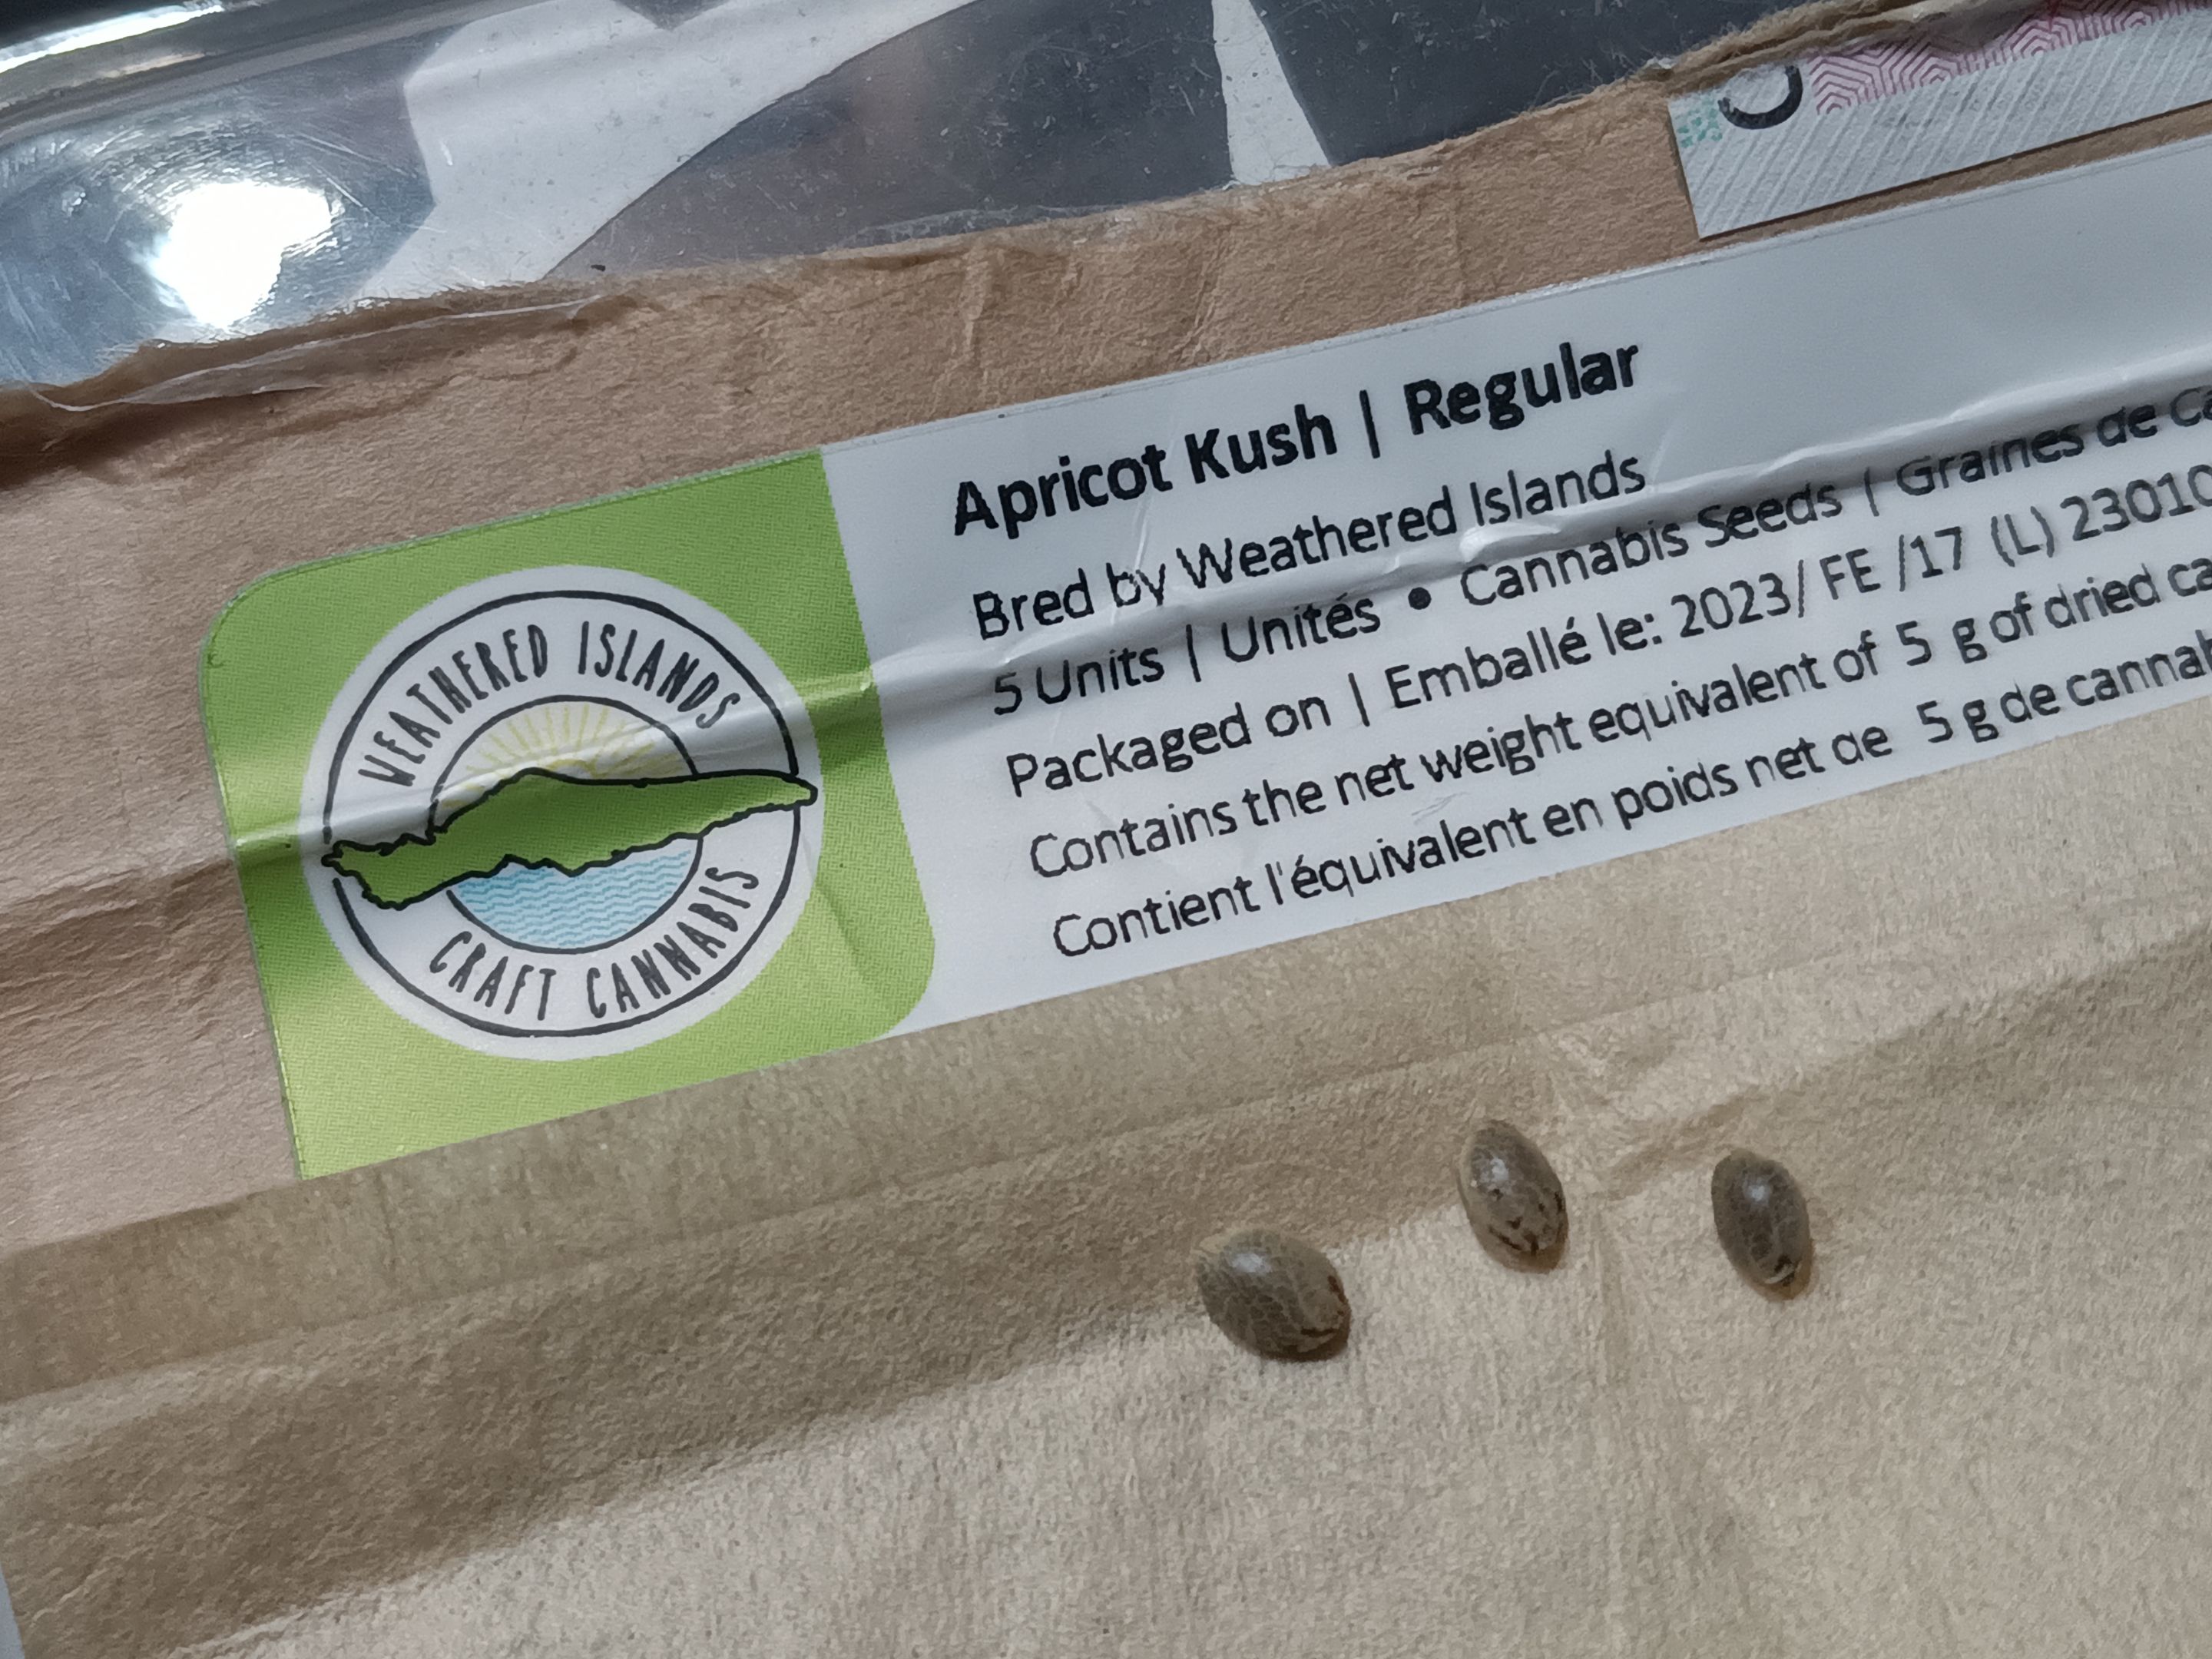 WEATHERED ISLANDS
CRAFT CANNABIS
Apricot Kush | Regular
Bred by Weathered Islands
5 Units | Unités • Cannabis Seeds | Graines de
Packaged on | Emballé le: 2023/ FE /17 (L) 23010
Contains the net weight equivalent of 5 g of dried
Contient l'équivalent en poids net de 5 g de